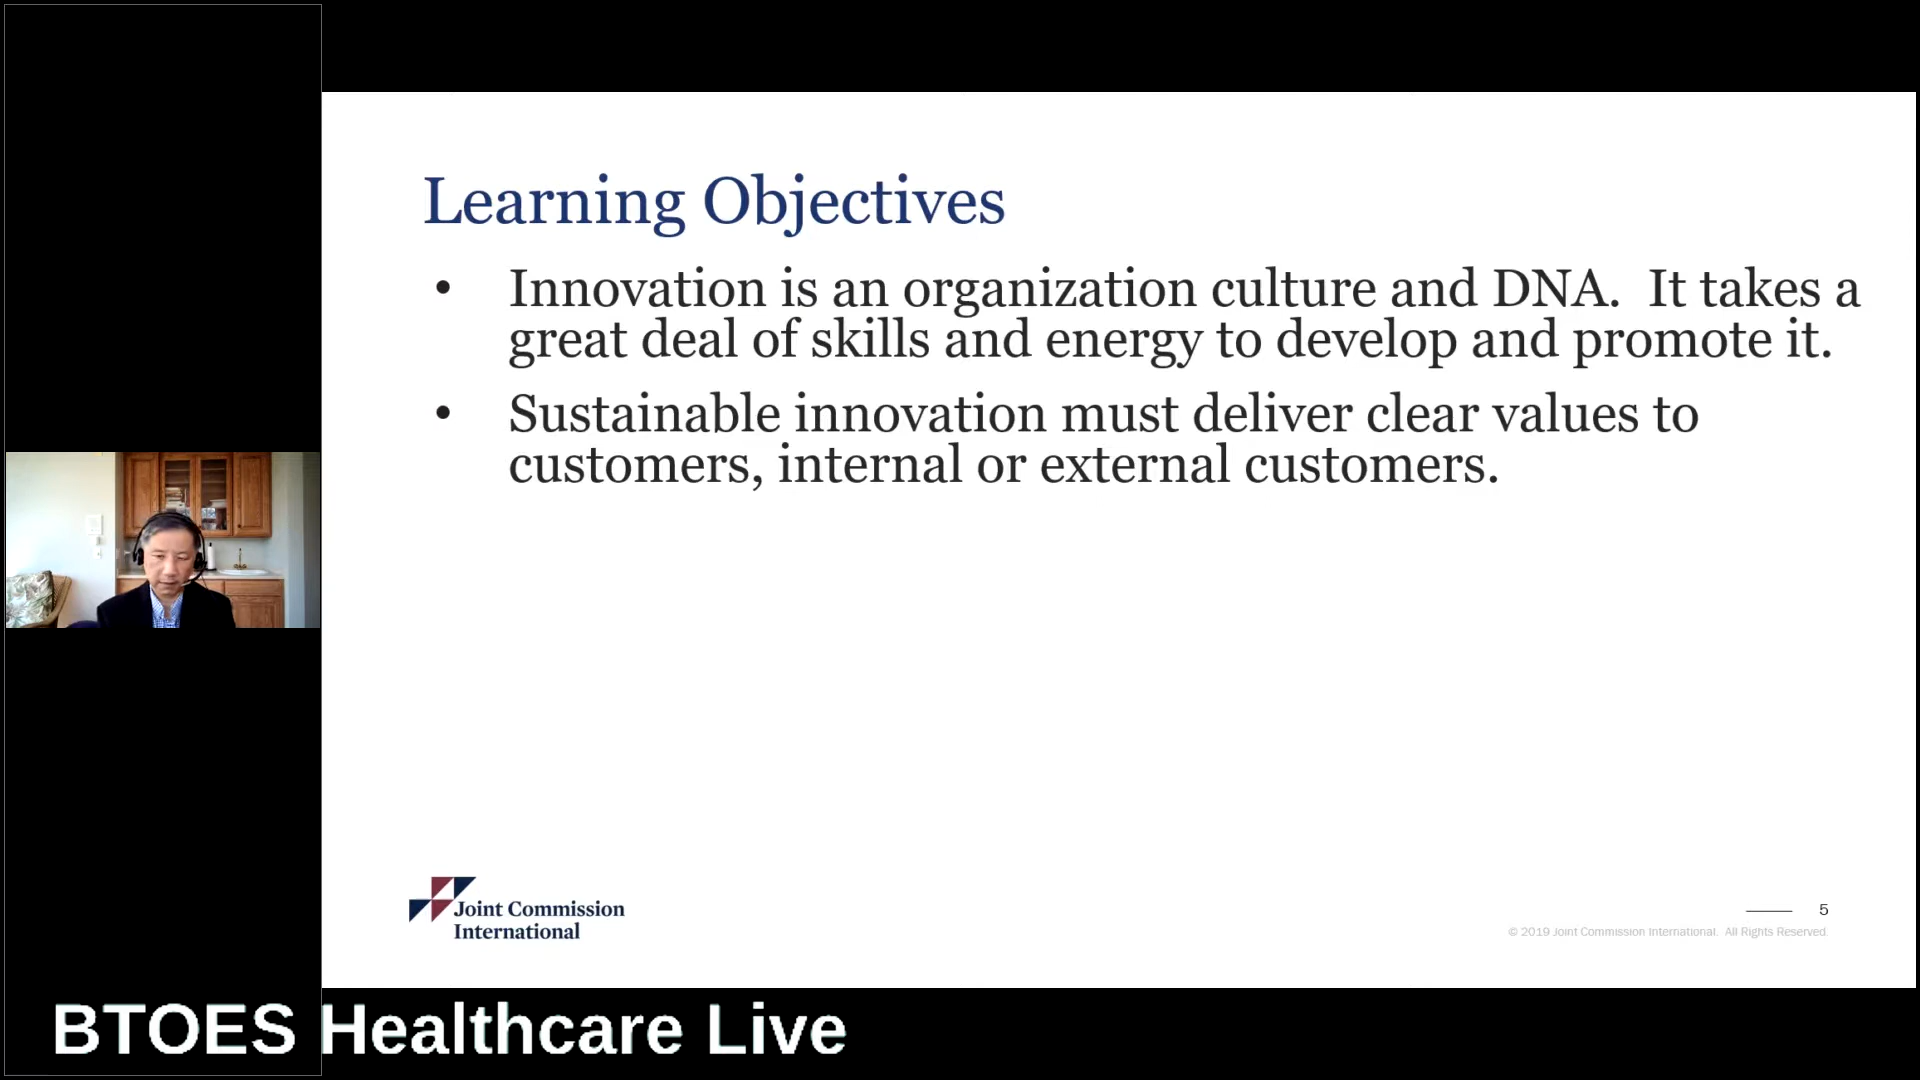 Learning Objectives
• Innovation is an organization culture and DNA.  It takes a
great deal of skills and energy to develop and promote it.
• Sustainable innovation must deliver clear values to
customers, internal or external customers.
Joint Commission
International
5
© 2019 Joint Commission International.  All Rights Reserved.
BTOES Healthcare Live